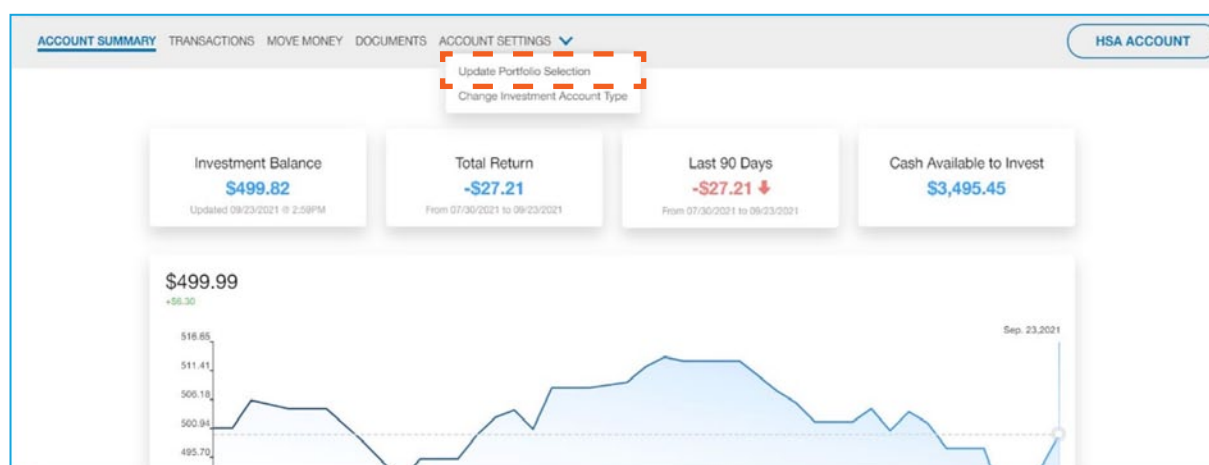 ACCOUNT SUMMARY TRANSACTIONS MOVE MONEY DOCUMENTS ACCOUNT SETTINGS HSA ACCOUNT
Update Portfolio Selection
Change Investment Account Type
Investment Balance
$499.82
Updated 09/23/2021 @ 2:59PM
Total Return
-$27.21
From 07/30/2021 to 09/23/2021
Last 90 Days
-$27.21
From 07/30/2021 to 09/23/2021
Cash Available to Invest
$3,495.45
$499.99
+$6.30
Sep. 23,2021
516.65
511.41
506.18
500.94
495.70